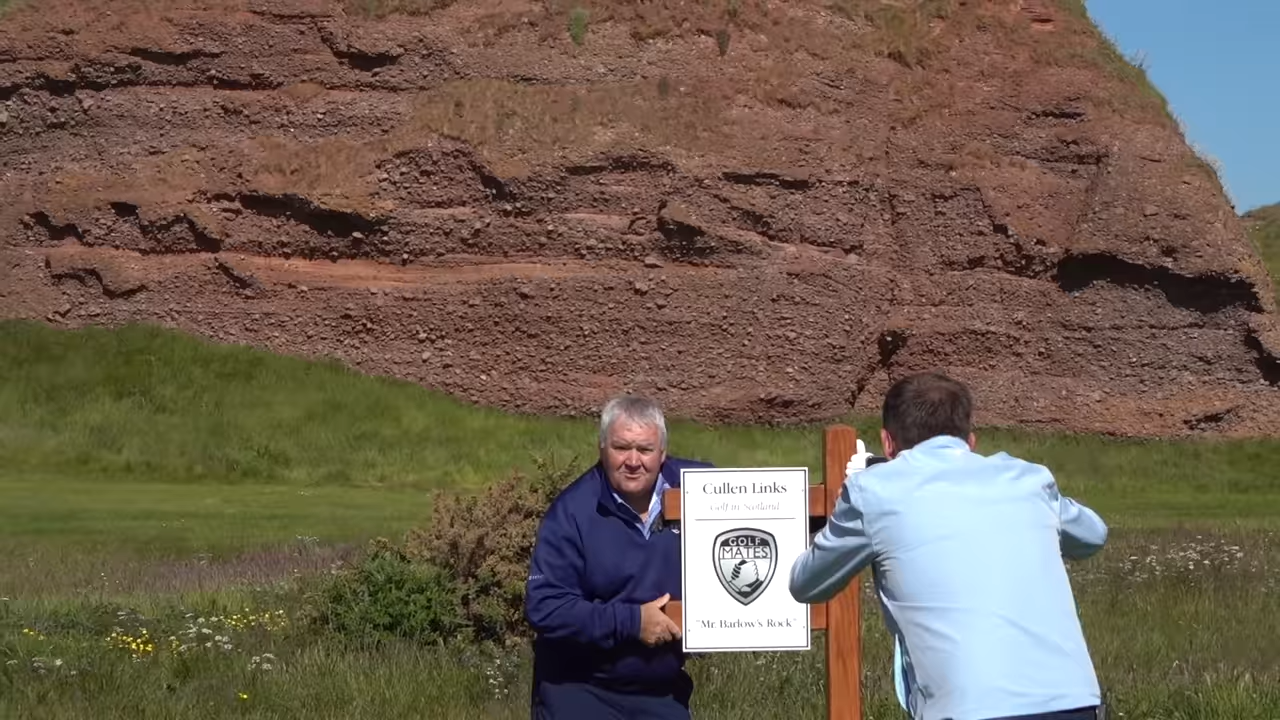 Cullen Links
Golf in Scotland
GOLF
MATES
"Mr. Barlow's Rock"